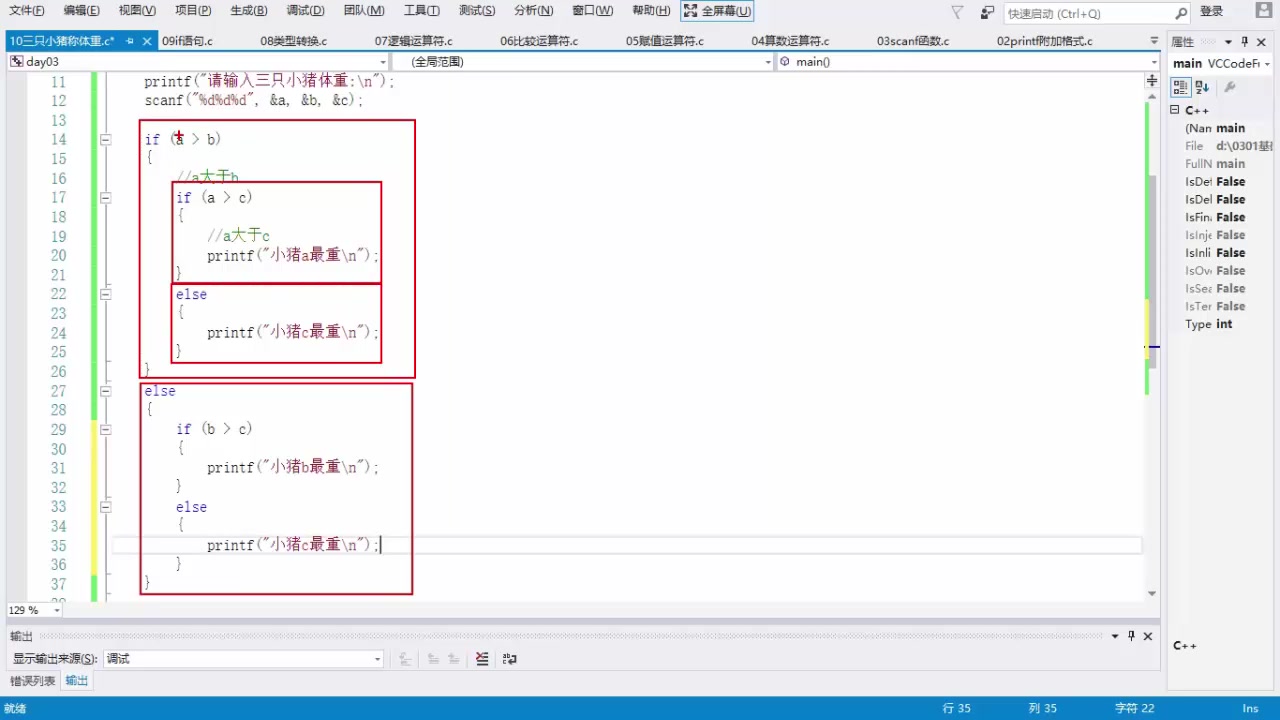 文件(F) 编辑(E) 视图(V) 项目(P) 生成(B) 调试(D) 团队(M) 工具(T) 测试(S) 分析(N) 窗口(W) 帮助(H) 全屏幕(U) 快速启动 (Ctrl+Q) 登录
10三只小猪称体重.c* 09if语句.c 08类型转换.c 07逻辑运算符.c 06比较运算符.c 05赋值运算符.c 04算数运算符.c 03scanf函数.c 02printf附加格式.c 属性
day03 (全局范围) main() main VCCodeF
11 printf("请输入三只小猪体重:\n");
12 scanf("%d%d%d", &a, &b, &c);
13
14 if (a > b)
15 {
16 //a大于b
17 if (a > c)
18 {
19 //a大于c
20 printf("小猪a最重\n");
21 }
22 else
23 {
24 printf("小猪c最重\n");
25 }
26 }
27 else
28 {
29 if (b > c)
30 {
31 printf("小猪b最重\n");
32 }
33 else
34 {
35 printf("小猪c最重\n");
36 }
37 }
C++
(Nar main
File d:\0301基
FullN main
IsDef False
IsDel False
IsFina False
IsInje False
IsInli False
IsOve False
IsSea False
IsTer False
Type int
C++
129 %
输出
显示输出来源(S): 调试
错误列表 输出
就绪 行 35 列 35 字符 22 Ins